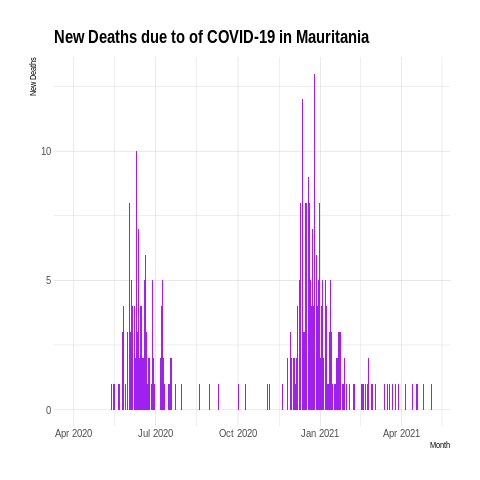 New Deaths due to of COVID-19 in Mauritania
New Deaths
10
5
0
Apr 2020 Jul 2020 Oct 2020 Jan 2021 Apr 2021
Month